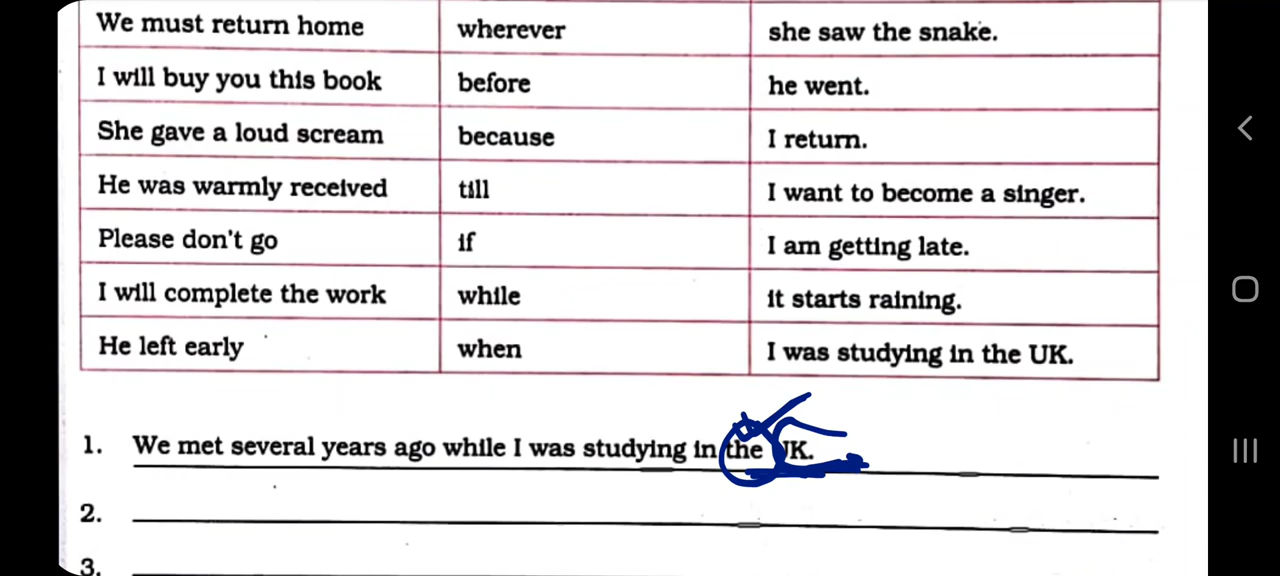 We must return home wherever she saw the snake.
I will buy you this book before he went.
She gave a loud scream because I return.
He was warmly received till I want to become a singer.
Please don't go if I am getting late.
I will complete the work while it starts raining.
He left early when I was studying in the UK.
1. We met several years ago while I was studying in the UK.
2.
3.